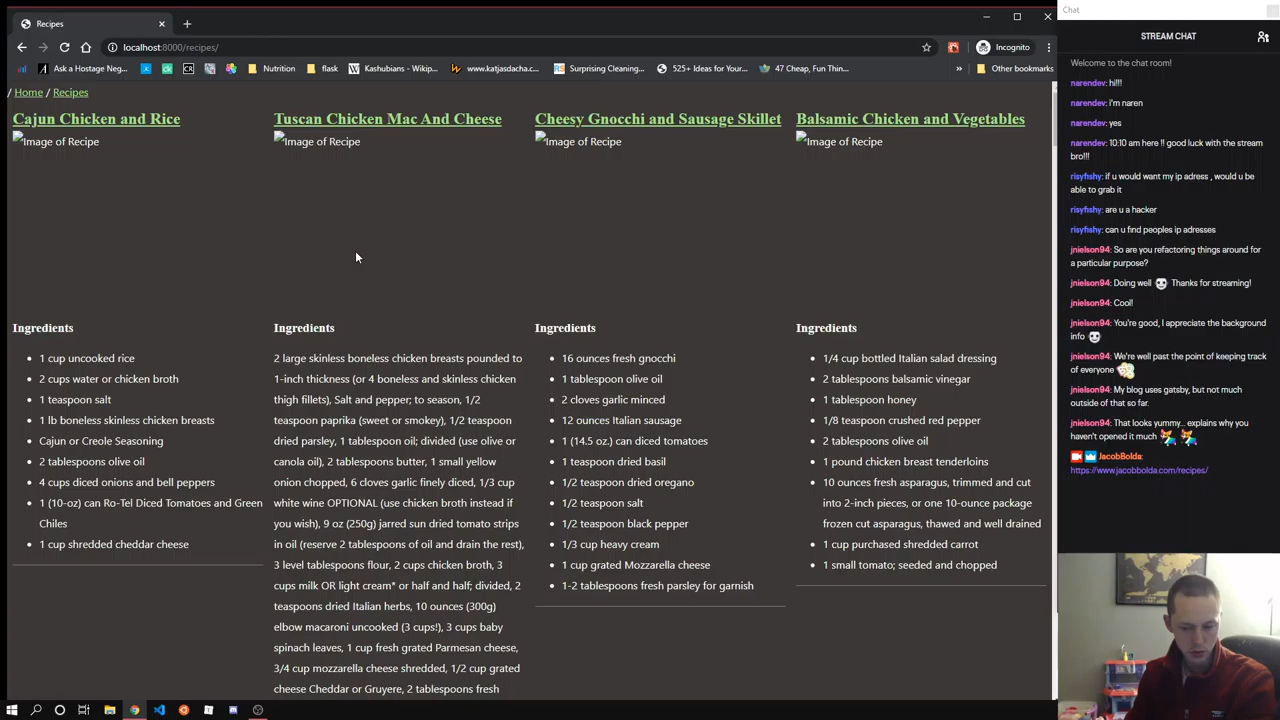 Recipes
localhost:8000/recipes/
Incognito
Ask a Hostage Neg...
Nutrition
flask
Kashubians - Wikip...
www.katjasdacha.c...
Surprising Cleaning...
525+ Ideas for Your...
47 Cheap, Fun Thin...
»
Other bookmarks
/ Home / Recipes
Cajun Chicken and Rice
Image of Recipe
Ingredients
• 1 cup uncooked rice
• 2 cups water or chicken broth
• 1 teaspoon salt
• 1 lb boneless skinless chicken breasts
• Cajun or Creole Seasoning
• 2 tablespoons olive oil
• 4 cups diced onions and bell peppers
• 1 (10-oz) can Ro-Tel Diced Tomatoes and Green
Chiles
• 1 cup shredded cheddar cheese
Tuscan Chicken Mac And Cheese
Image of Recipe
Ingredients
2 large skinless boneless chicken breasts pounded to
1-inch thickness (or 4 boneless and skinless chicken
thigh fillets), Salt and pepper; to season, 1/2
teaspoon paprika (sweet or smokey), 1/2 teaspoon
dried parsley, 1 tablespoon oil; divided (use olive or
canola oil), 2 tablespoons butter, 1 small yellow
onion chopped, 6 cloves garlic finely diced, 1/3 cup
white wine OPTIONAL (use chicken broth instead if
you wish), 9 oz (250g) jarred sun dried tomato strips
in oil (reserve 2 tablespoons of oil and drain the rest),
3 level tablespoons flour, 2 cups chicken broth, 3
cups milk OR light cream* or half and half; divided, 2
teaspoons dried Italian herbs, 10 ounces (300g)
elbow macaroni uncooked (3 cups!), 3 cups baby
spinach leaves, 1 cup fresh grated Parmesan cheese,
3/4 cup mozzarella cheese shredded, 1/2 cup grated
cheese Cheddar or Gruyere, 2 tablespoons fresh
Cheesy Gnocchi and Sausage Skillet
Image of Recipe
Ingredients
• 16 ounces fresh gnocchi
• 1 tablespoon olive oil
• 2 cloves garlic minced
• 12 ounces Italian sausage
• 1 (14.5 oz.) can diced tomatoes
• 1 teaspoon dried basil
• 1/2 teaspoon dried oregano
• 1/2 teaspoon salt
• 1/2 teaspoon black pepper
• 1/3 cup heavy cream
• 1 cup grated Mozzarella cheese
• 1-2 tablespoons fresh parsley for garnish
Balsamic Chicken and Vegetables
Image of Recipe
Ingredients
• 1/4 cup bottled Italian salad dressing
• 2 tablespoons balsamic vinegar
• 1 tablespoon honey
• 1/8 teaspoon crushed red pepper
• 2 tablespoons olive oil
• 1 pound chicken breast tenderloins
• 10 ounces fresh asparagus, trimmed and cut
into 2-inch pieces, or one 10-ounce package
frozen cut asparagus, thawed and well drained
• 1 cup purchased shredded carrot
• 1 small tomato; seeded and chopped
Chat
STREAM CHAT
Welcome to the chat room!
narendev: hi!!!
narendev: i'm naren
narendev: yes
narendev: 10:10 am here !! good luck with the stream
bro!!!
risyfishy: if u would want my ip adress , would u be
able to grab it
risyfishy: are u a hacker
risyfishy: can u find peoples ip adresses
jnielson94: So are you refactoring things around for
a particular purpose?
jnielson94: Doing well Thanks for streaming!
jnielson94: Cool!
jnielson94: You're good, I appreciate the background
info
jnielson94: We're well past the point of keeping track
of everyone
jnielson94: My blog uses gatsby, but not much
outside of that so far.
jnielson94: That looks yummy... explains why you
haven't opened it much
JacobBolda:
https://www.jacobbolda.com/recipes/